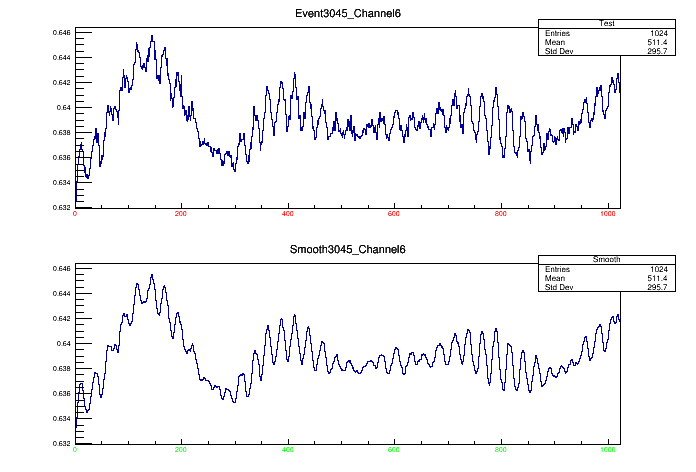 Event3045_Channel6
Test
Entries 1024
Mean 511.4
Std Dev 295.7
0.646
0.644
0.642
0.64
0.638
0.636
0.634
0.632
0 200 400 600 800 1000
Smooth3045_Channel6
Smooth
Entries 1024
Mean 511.4
Std Dev 295.7
0.646
0.644
0.642
0.64
0.638
0.636
0.634
0.632
0 200 400 600 800 1000